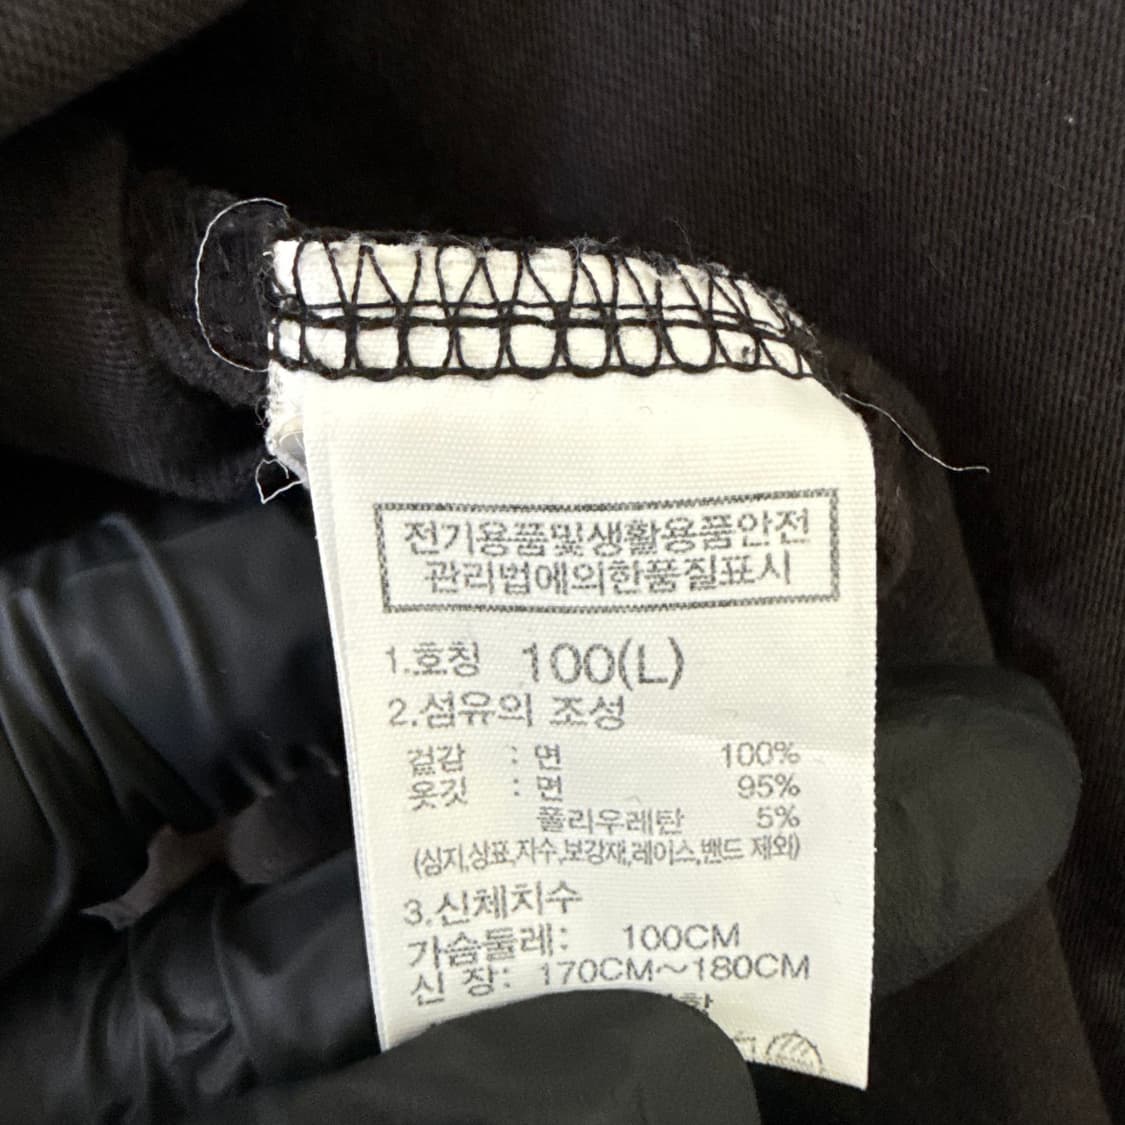 전기용품및생활용품안전
관리법에의한품질표시
1.호칭 100(L)
2.섬유의 조성
겉감 : 면 100%
옷깃 : 면 95%
폴리우레탄 5%
(심지,상표,자수,보강재,레이스,밴드 제외)
3.신체치수
가슴둘레: 100CM
신 장: 170CM~180CM